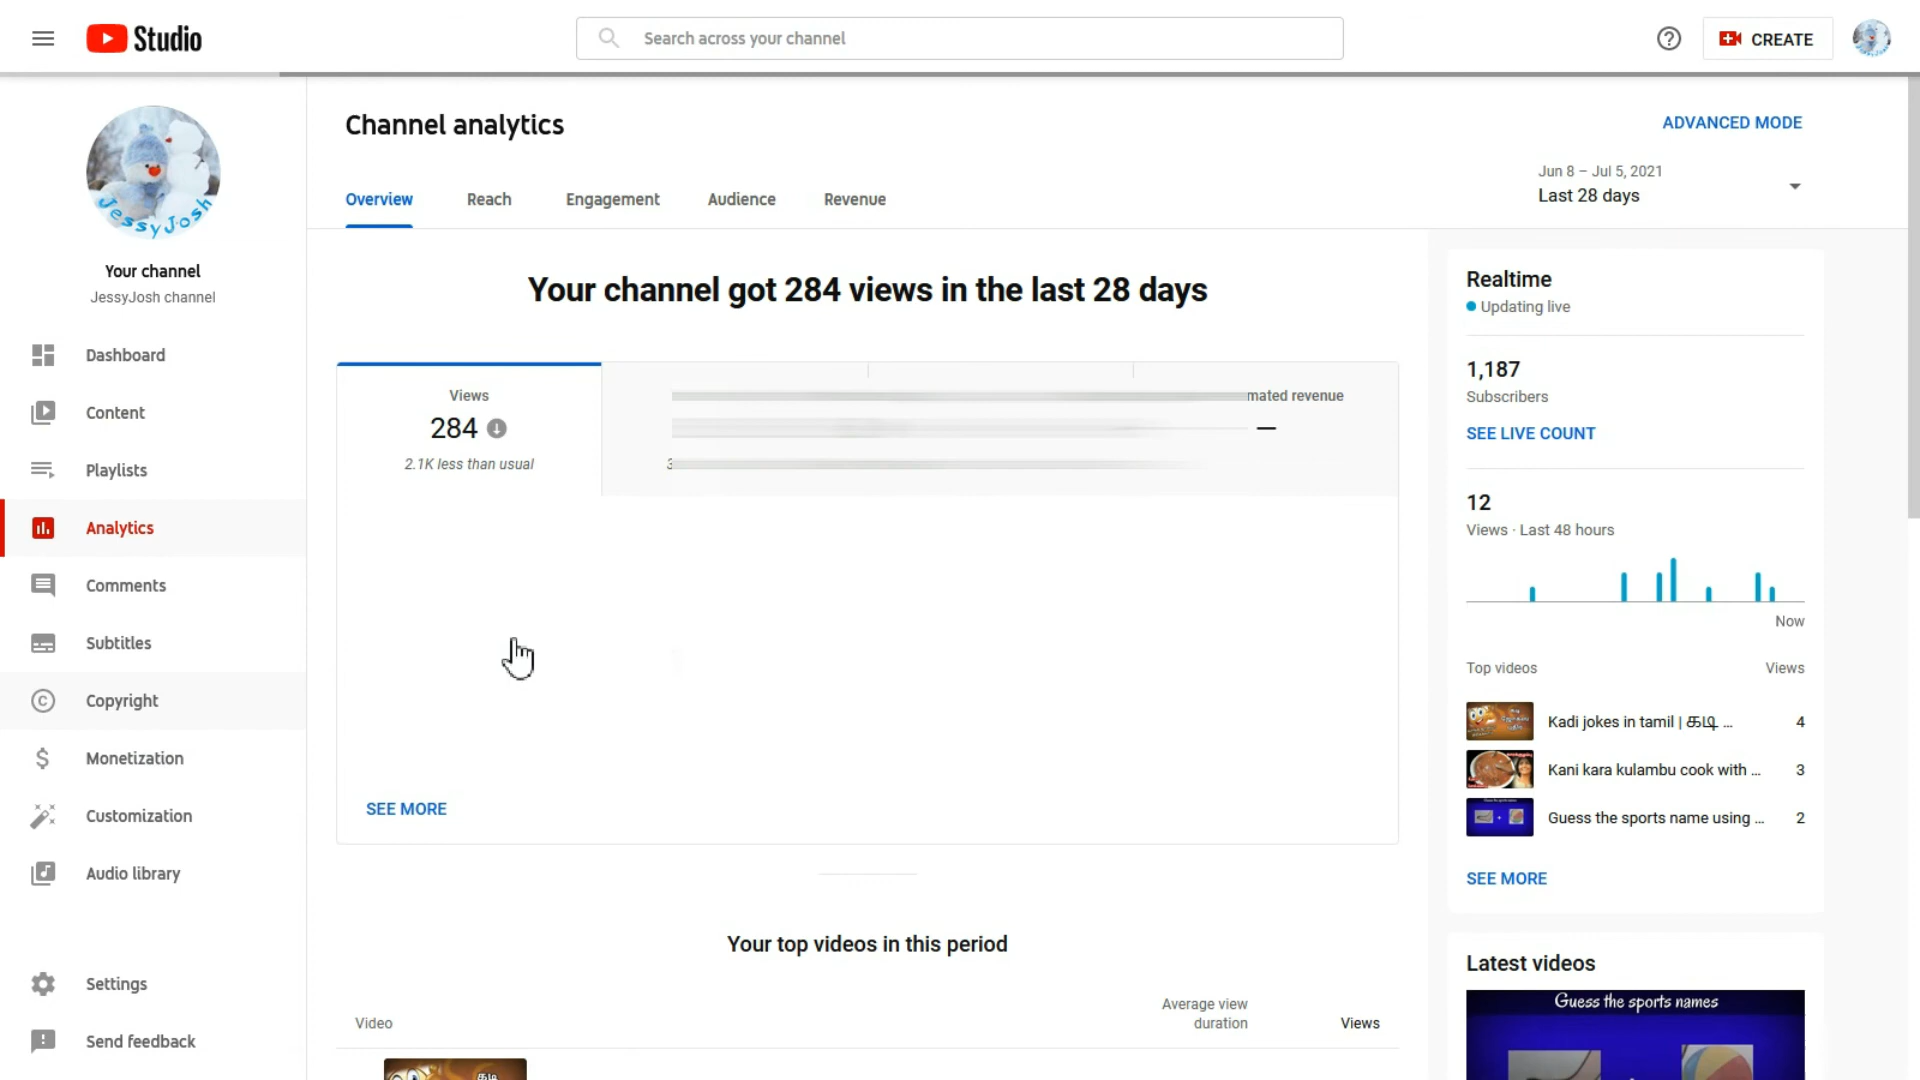 Studio
Search across your channel
CREATE
JessyJosh
Your channel
JessyJosh channel
Dashboard
Content
Playlists
Analytics
Comments
Subtitles
Copyright
Monetization
Customization
Audio library
Settings
Send feedback
Channel analytics
ADVANCED MODE
Overview
Reach
Engagement
Audience
Revenue
Jun 8 – Jul 5, 2021
Last 28 days
Your channel got 284 views in the last 28 days
Views
284
2.1K less than usual
mated revenue
—
SEE MORE
Your top videos in this period
Video
Average view
duration
Views
Realtime
Updating live
1,187
Subscribers
SEE LIVE COUNT
12
Views · Last 48 hours
Now
Top videos
Views
Kadi jokes in tamil | கடி ...
4
Kani kara kulambu cook with ...
3
Guess the sports name using ...
2
SEE MORE
Latest videos
Guess the sports names